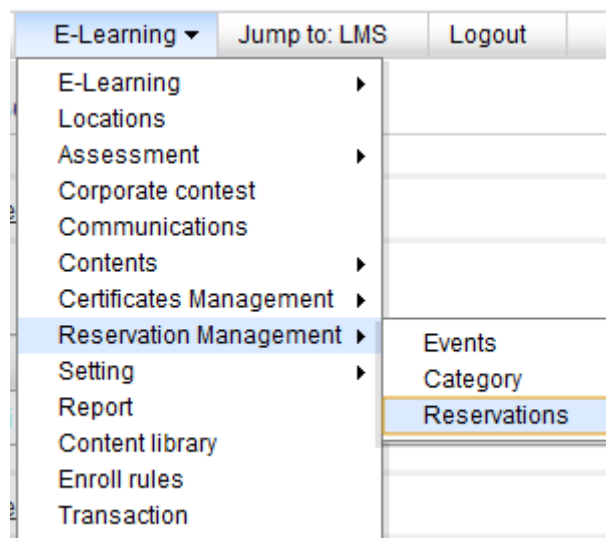 E-Learning Jump to: LMS Logout
E-Learning
Locations
Assessment
Corporate contest
Communications
Contents
Certificates Management
Reservation Management
Events
Setting
Category
Report
Reservations
Content library
Enroll rules
Transaction